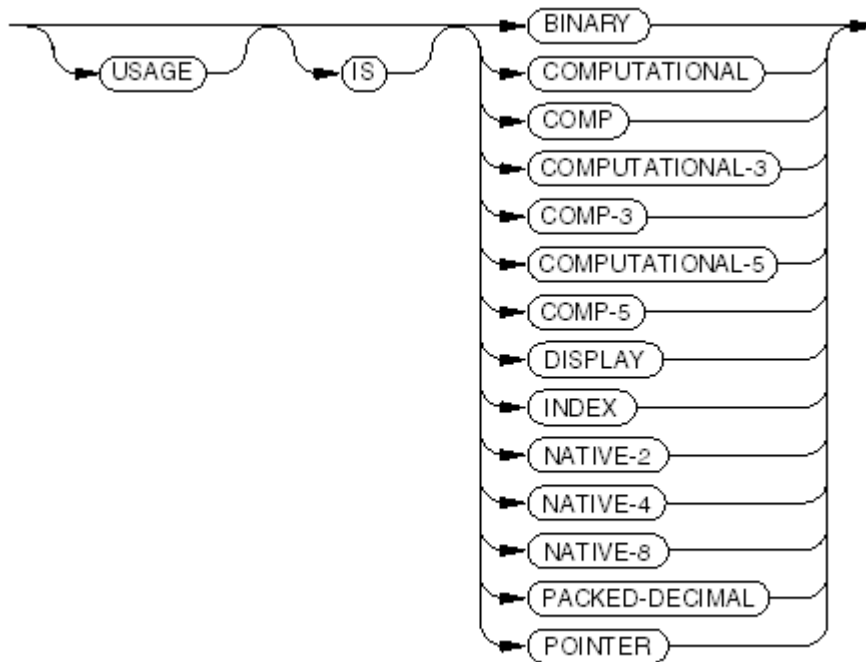 USAGE IS BINARY
COMPUTATIONAL
COMP
COMPUTATIONAL-3
COMP-3
COMPUTATIONAL-5
COMP-5
DISPLAY
INDEX
NATIVE-2
NATIVE-4
NATIVE-8
PACKED-DECIMAL
POINTER